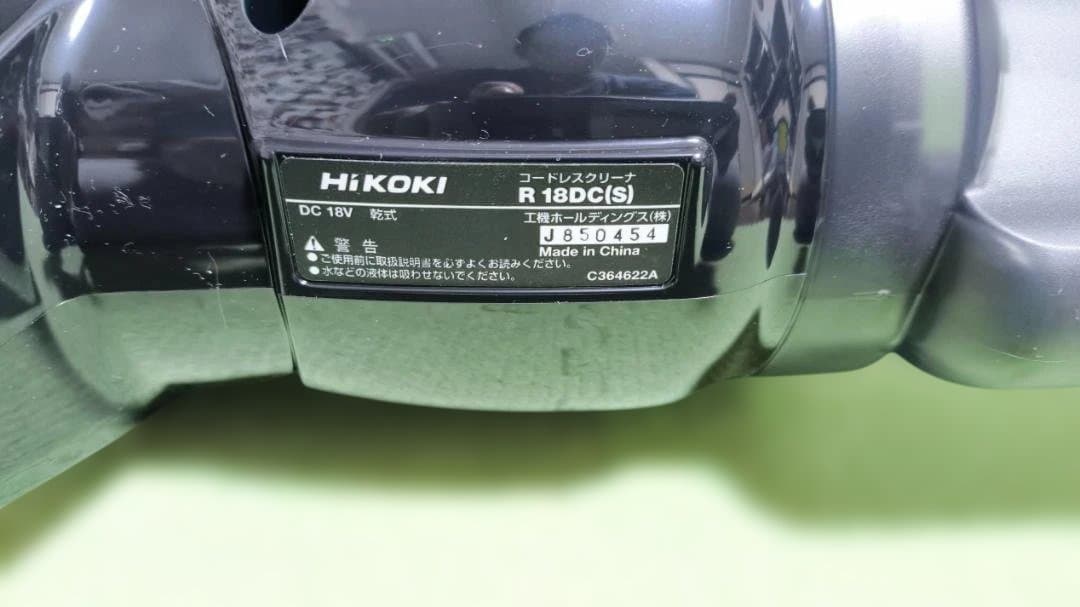 HiKOKI
コードレスクリーナ
R 18DC(S)
DC 18V 乾式
工機ホールディングス(株)
J850454
Made in China
警告
●ご使用前に取扱説明書を必ずよくお読みください。
●水などの液体は吸わせないでください。
C364622A